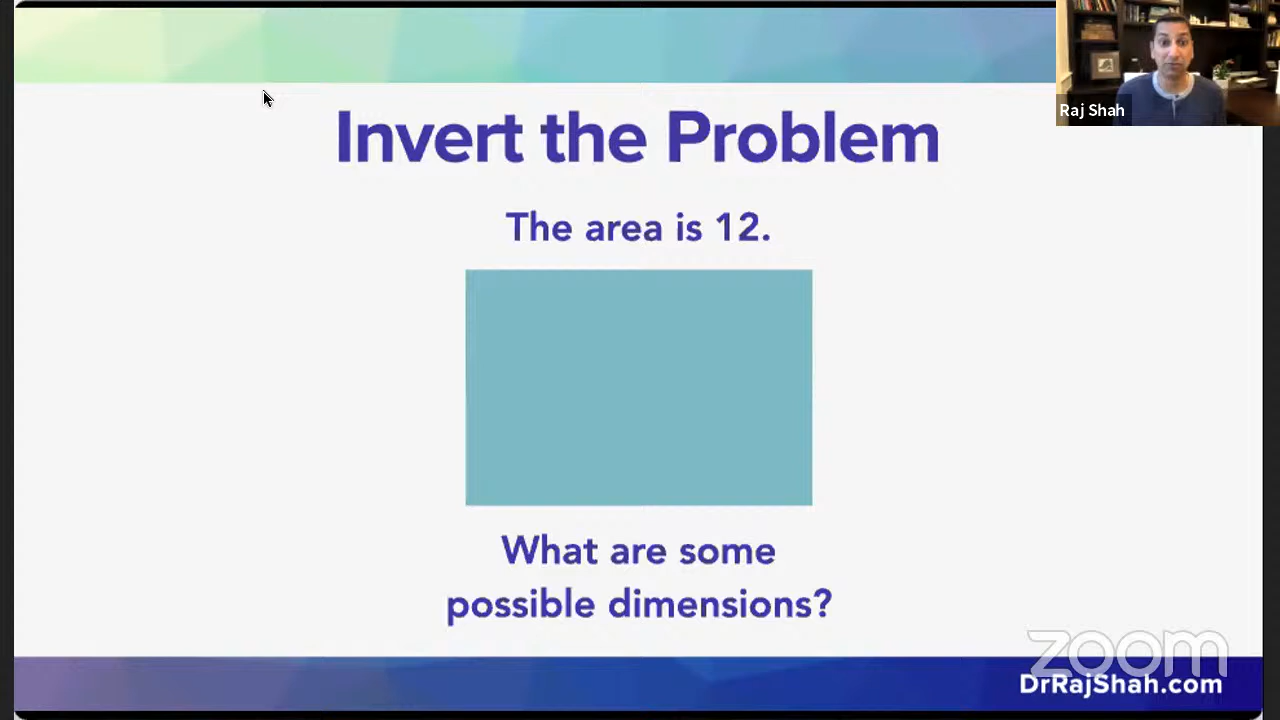 Raj Shah
Invert the Problem
The area is 12.
What are some
possible dimensions?
zoom
DrRajShah.com